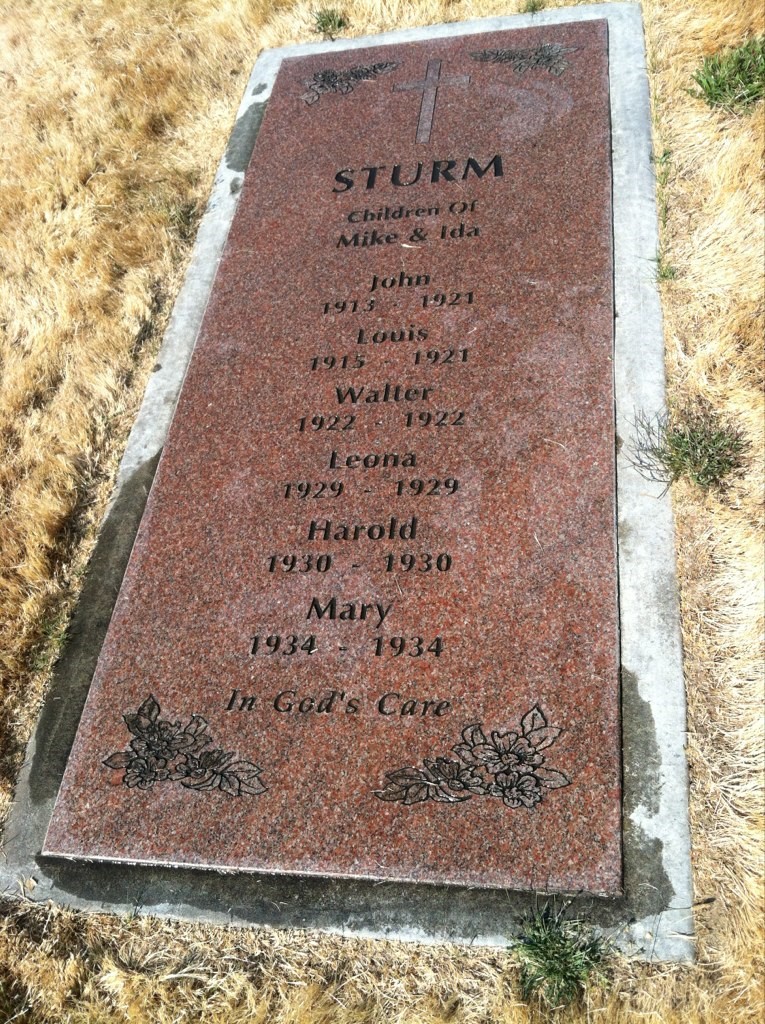 STURM
Children Of
Mike & Ida
John
1913 - 1921
Louis
1915 - 1921
Walter
1922 - 1922
Leona
1929 - 1929
Harold
1930 - 1930
Mary
1934 - 1934
In God's Care